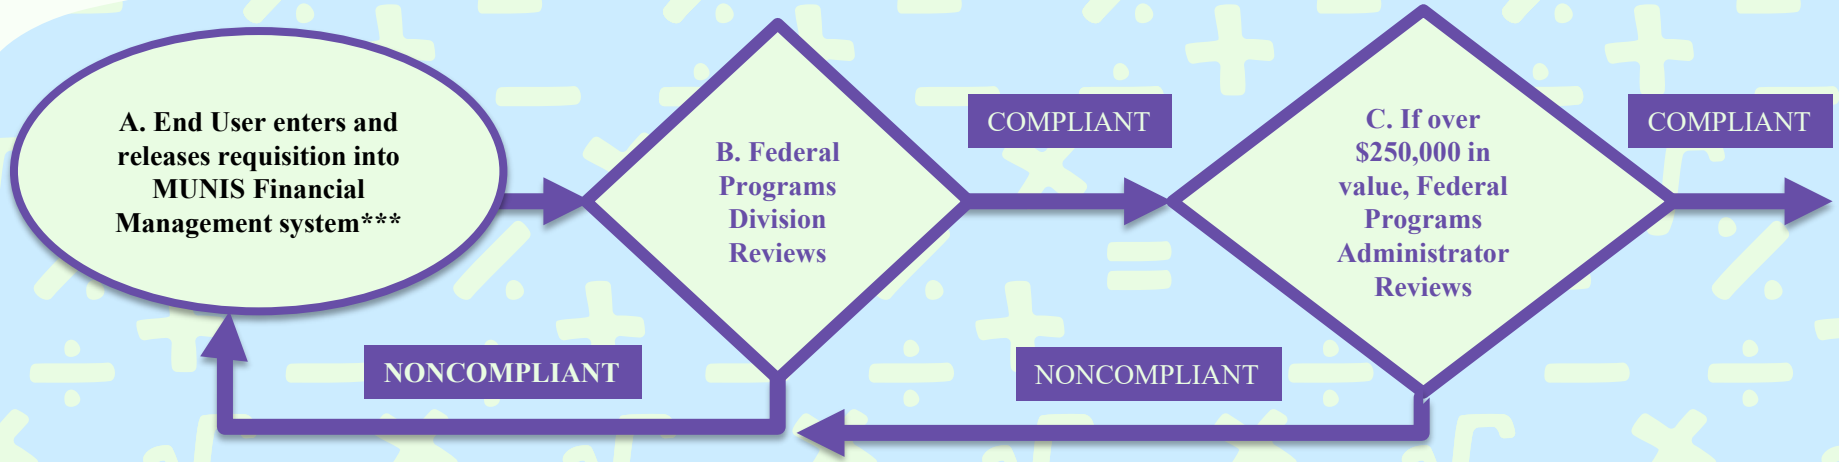 A. End User enters and
releases requisition into
MUNIS Financial
Management system***
B. Federal
Programs
Division
Reviews
COMPLIANT
C. If over
$250,000 in
value, Federal
Programs
Administrator
Reviews
COMPLIANT
NONCOMPLIANT
NONCOMPLIANT